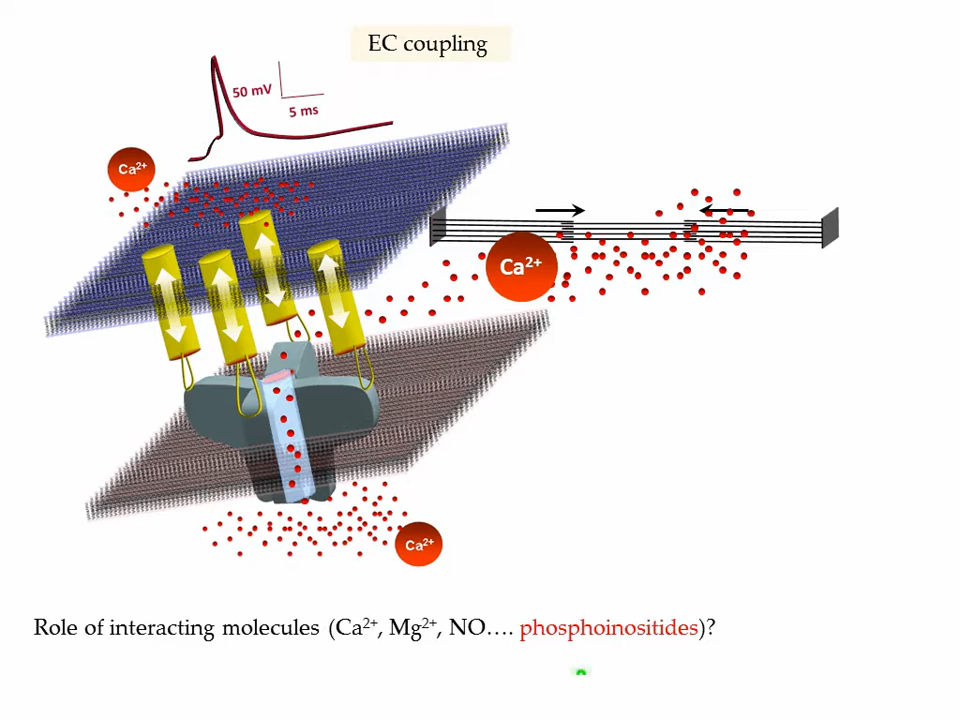 EC coupling
50 mV
5 ms
Ca²⁺
Ca²⁺
Ca²⁺
Role of interacting molecules (Ca²⁺, Mg²⁺, NO…. phosphoinositides)?